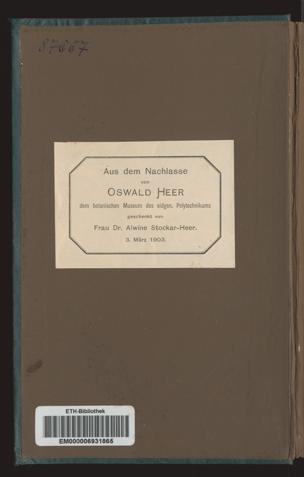 87667
Aus dem Nachlasse
von
OSWALD HEER
dem botanischen Museum des eidgen. Polytechnikums
geschenkt von
Frau Dr. Alwine Stockar-Heer.
3. März 1903.
ETH-Bibliothek
EM000006931865